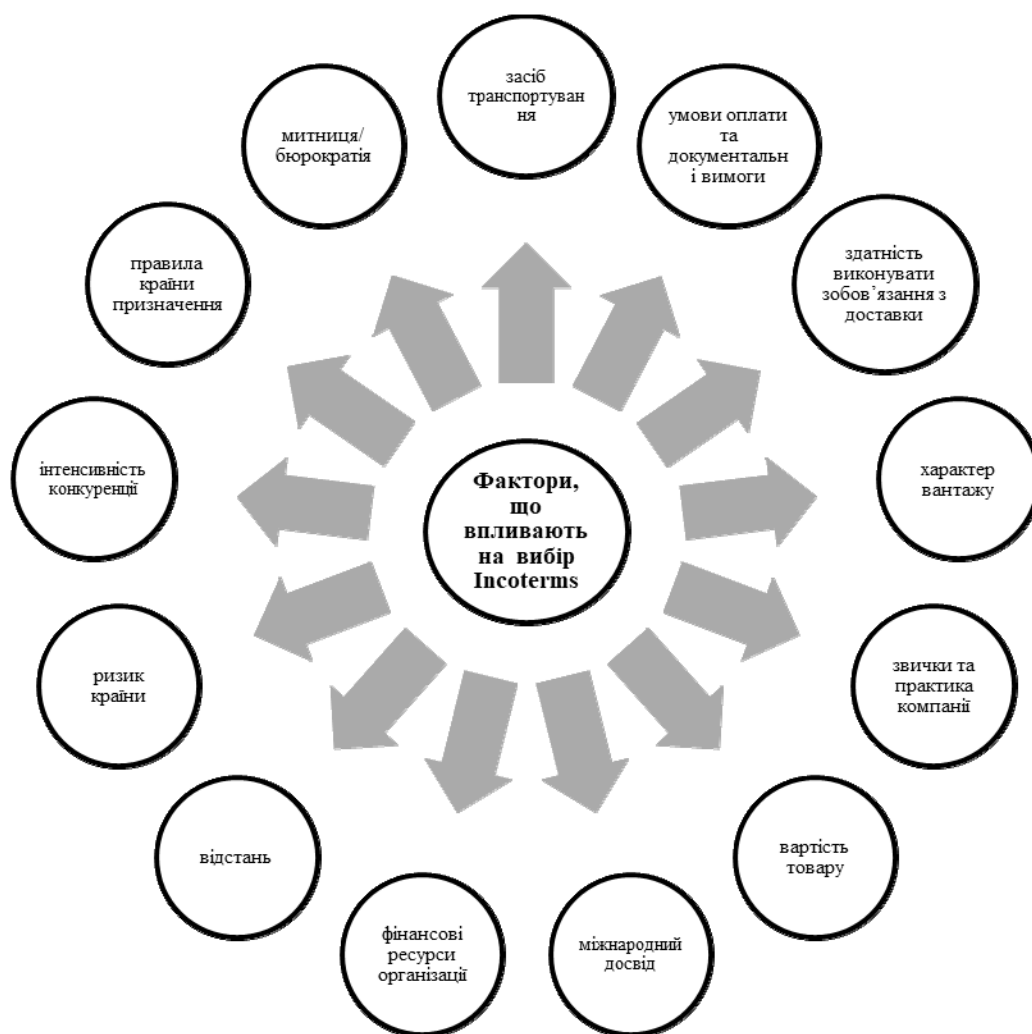 засіб
транспортуван
ня
умови оплати
та
документальн
і вимоги
здатність
виконувати
зобов’язання з
доставки
характер
вантажу
звички та
практика
компанії
вартість
товару
міжнародний
досвід
фінансові
ресурси
організації
відстань
ризик
країни
інтенсивність
конкуренції
правила
країни
призначення
митниця/
бюрократія
Фактори,
що
впливають
на вибір
Incoterms